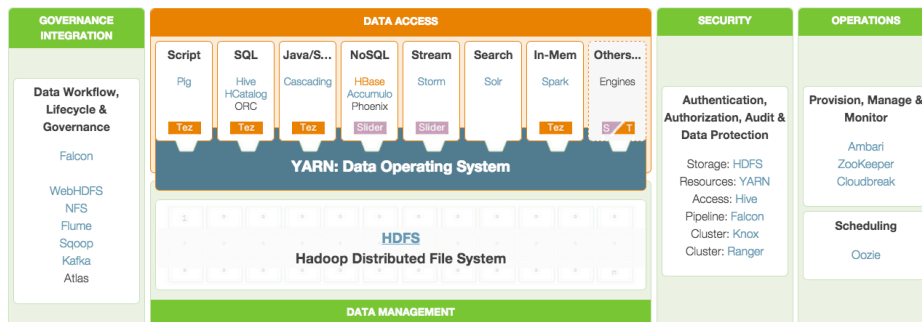 GOVERNANCE
INTEGRATION
Data Workflow,
Lifecycle &
Governance
Falcon
WebHDFS
NFS
Flume
Sqoop
Kafka
Atlas
DATA ACCESS
Script
Pig
Tez
SQL
Hive
HCatalog
ORC
Tez
Java/S...
Cascading
Tez
NoSQL
HBase
Accumulo
Phoenix
Slider
Stream
Storm
Slider
Search
Solr
In-Mem
Spark
Tez
Others...
Engines
S T
YARN: Data Operating System
HDFS
Hadoop Distributed File System
DATA MANAGEMENT
SECURITY
Authentication,
Authorization, Audit &
Data Protection
Storage: HDFS
Resources: YARN
Access: Hive
Pipeline: Falcon
Cluster: Knox
Cluster: Ranger
OPERATIONS
Provision, Manage &
Monitor
Ambari
ZooKeeper
Cloudbreak
Scheduling
Oozie